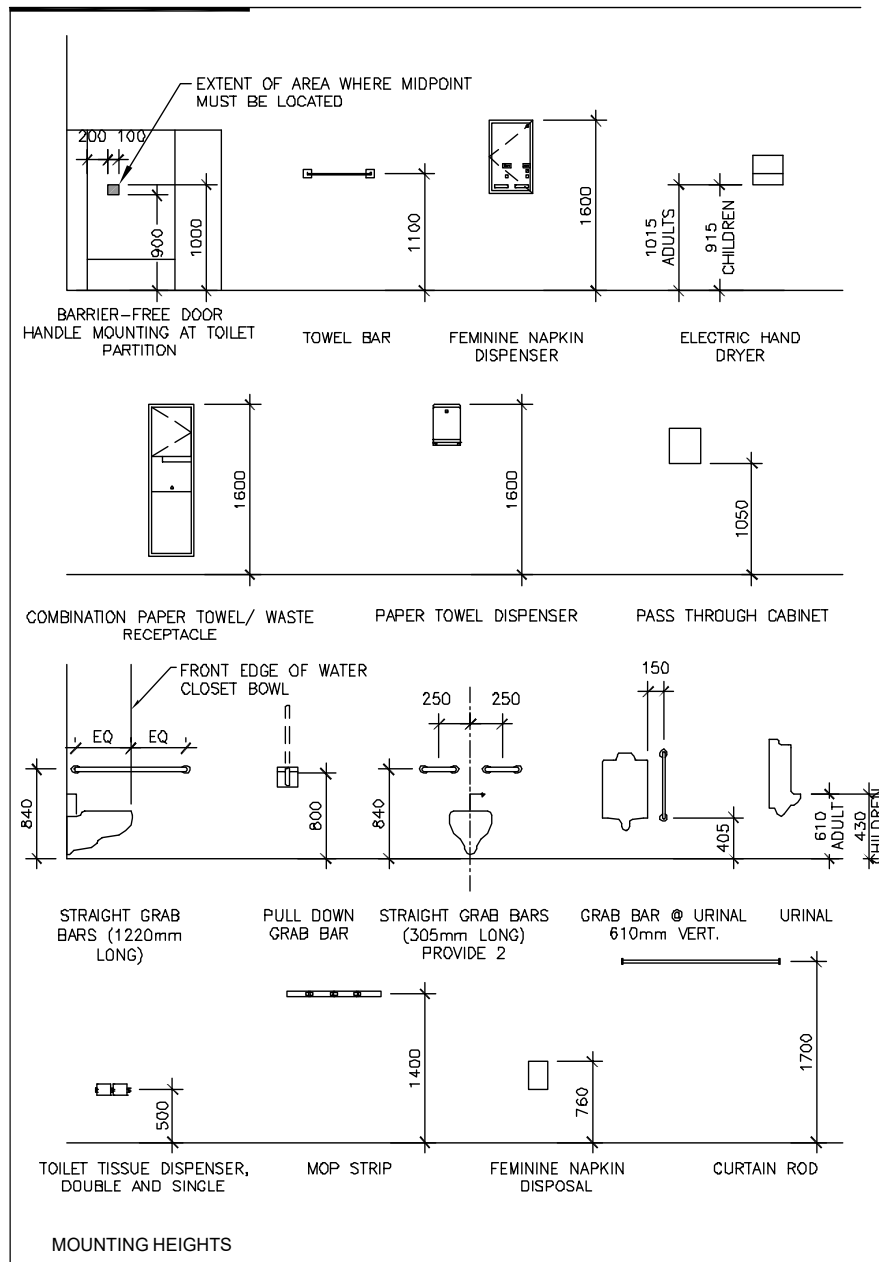 EXTENT OF AREA WHERE MIDPOINT
MUST BE LOCATED
200 100
900
1000
1100
1600
1015
ADULTS
915
CHILDREN
BARRIER-FREE DOOR
HANDLE MOUNTING AT TOILET
PARTITION
TOWEL BAR
FEMININE NAPKIN
DISPENSER
ELECTRIC HAND
DRYER
1600
1600
1050
COMBINATION PAPER TOWEL/ WASTE
RECEPTACLE
PAPER TOWEL DISPENSER
PASS THROUGH CABINET
FRONT EDGE OF WATER
CLOSET BOWL
EQ EQ
840
800
250 250
840
150
405
610
ADULT
430
CHILDREN
STRAIGHT GRAB
BARS (1220mm
LONG)
PULL DOWN
GRAB BAR
STRAIGHT GRAB BARS
(305mm LONG)
PROVIDE 2
GRAB BAR @ URINAL
610mm VERT.
URINAL
500
1400
760
1700
TOILET TISSUE DISPENSER,
DOUBLE AND SINGLE
MOP STRIP
FEMININE NAPKIN
DISPOSAL
CURTAIN ROD
MOUNTING HEIGHTS